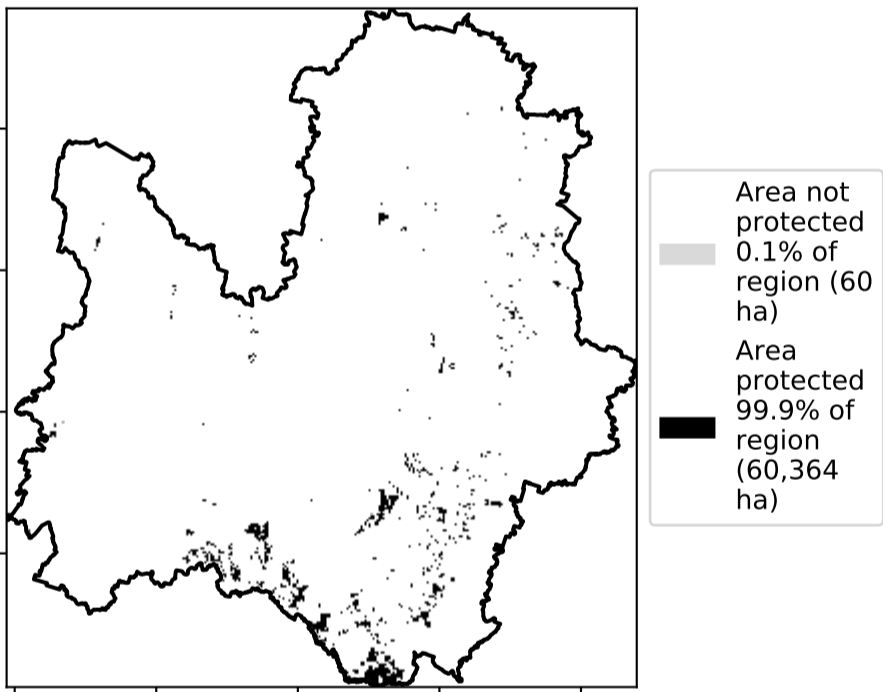 Area not
protected
0.1% of
region (60
ha)
Area
protected
99.9% of
region
(60,364
ha)